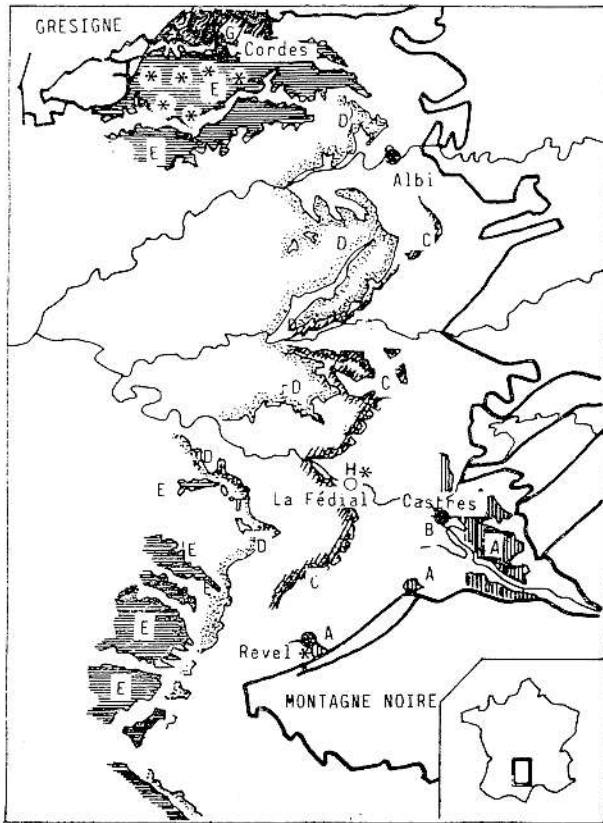 GRESIGNE
G
Cordes
A
* * * *
E
* *
D
E
Albi
C
A
D
D
C
D
H*
D
E
La Fédial
Castres
B
A
E
D
C
A
E
A
Revel *
E
MONTAGNE NOIRE